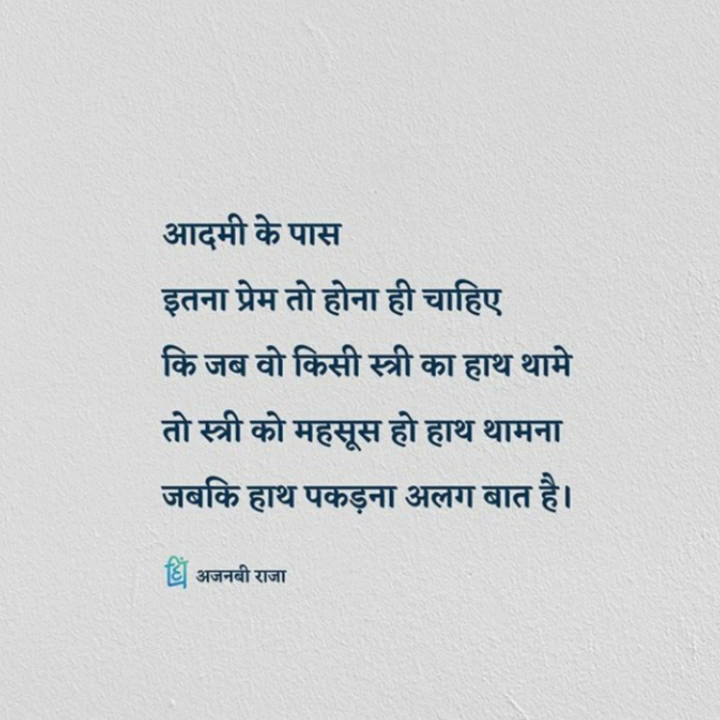 आदमी के पास
इतना प्रेम तो होना ही चाहिए
कि जब वो किसी स्त्री का हाथ थामे
तो स्त्री को महसूस हो हाथ थामना
जबकि हाथ पकड़ना अलग बात है।
हिं अजनबी राजा